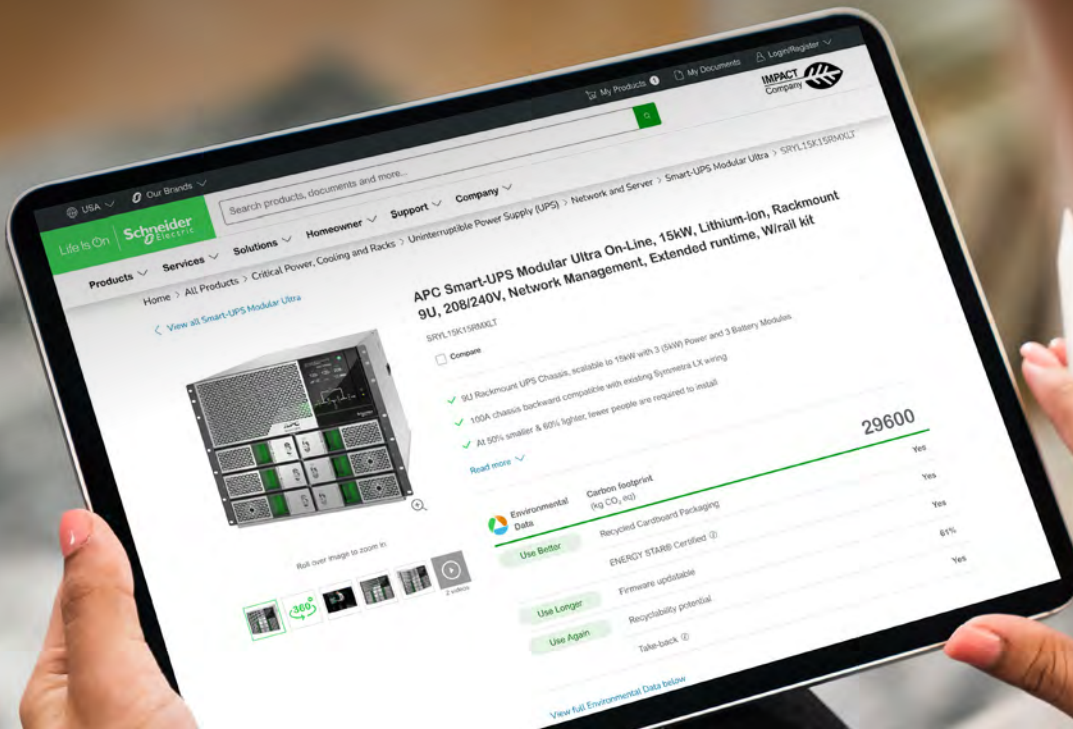 USA
Our Brands
My Products 1
My Documents
Login/Register
Life Is On
Schneider
Electric
Search products, documents and more...
IMPACT
Company
Products
Services
Solutions
Homeowner
Support
Company
Home > All Products > Critical Power, Cooling and Racks > Uninterruptible Power Supply (UPS) > Network and Server > Smart-UPS Modular Ultra > SRYL15K15RMXLT
View all Smart-UPS Modular Ultra
APC Smart-UPS Modular Ultra On-Line, 15kW, Lithium-ion, Rackmount
9U, 208/240V, Network Management, Extended runtime, W/rail kit
SRYL15K15RMXLT
Compare
9U Rackmount UPS Chassis, scalable to 15kW with 3 (5kW) Power and 3 Battery Modules
100A chassis backward compatible with existing Symmetra LX wiring
At 50% smaller & 60% lighter, fewer people are required to install
Read more
Roll over image to zoom in
360°
2 videos
Environmental
Data
Carbon footprint
(kg CO₂ eq)
29600
Use Better
Recycled Cardboard Packaging
Yes
ENERGY STAR® Certified
Yes
Use Longer
Firmware updatable
Yes
Use Again
Recyclability potential
61%
Take-back
Yes
View full Environmental Data below